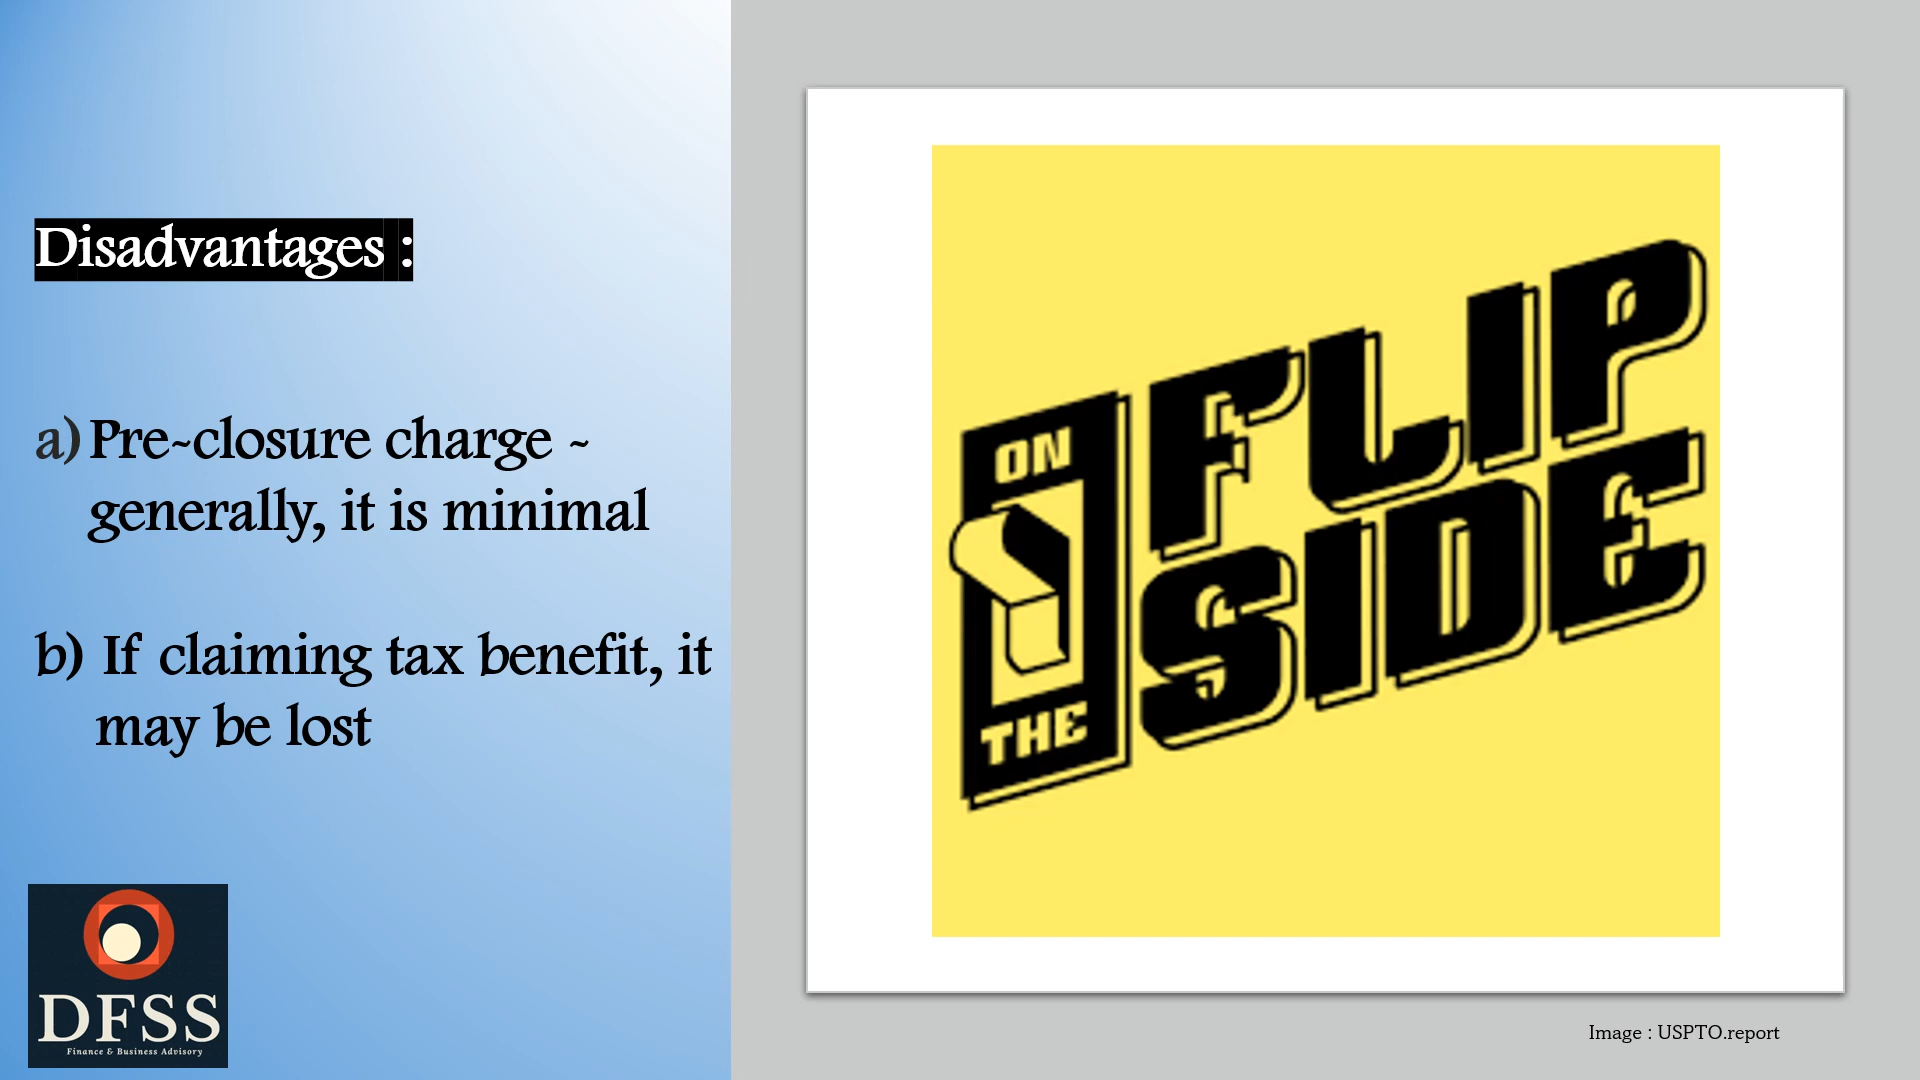 Disadvantages :
a) Pre-closure charge -
generally, it is minimal
b) If claiming tax benefit, it
may be lost
DFSS
Finance & Business Advisory
ON
THE
FLIP
SIDE
Image : USPTO.report